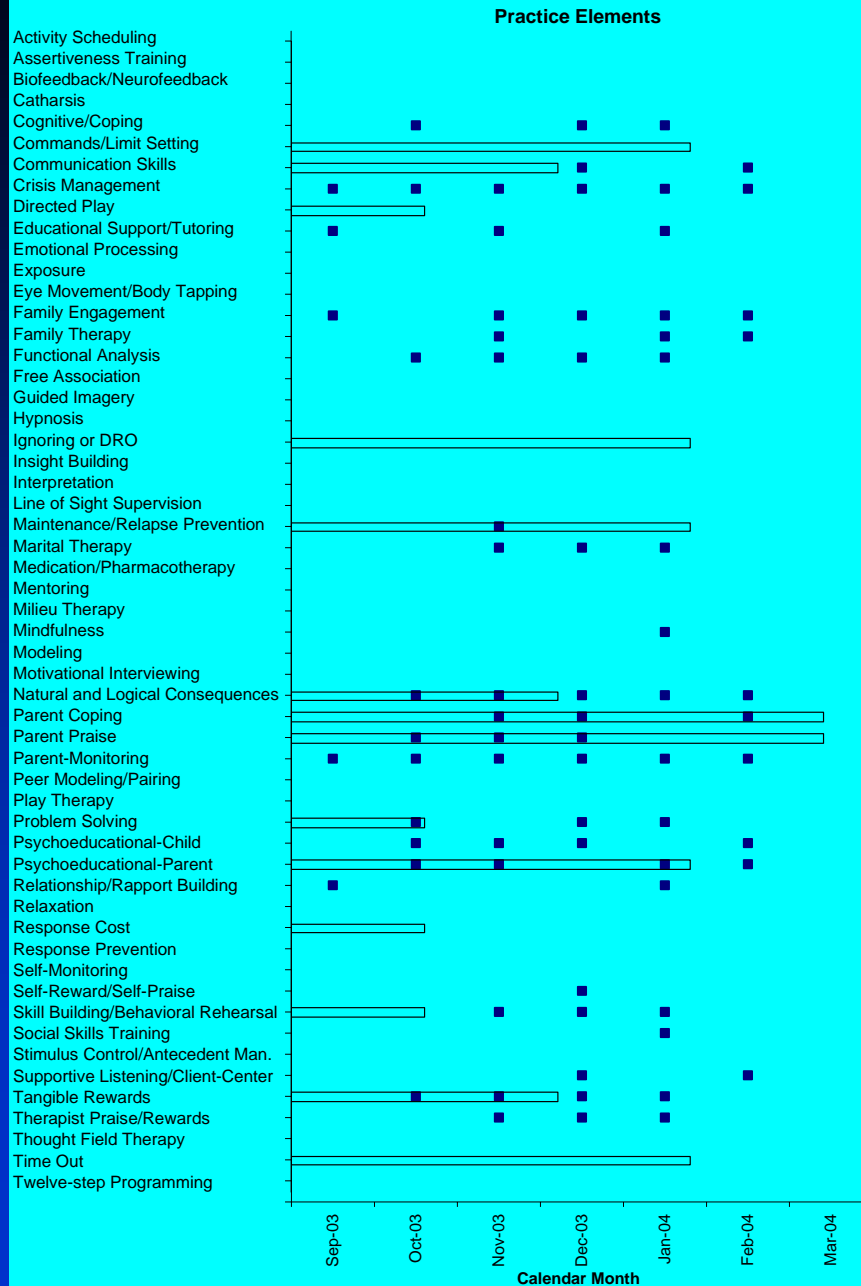 Practice Elements
Activity Scheduling
Assertiveness Training
Biofeedback/Neurofeedback
Catharsis
Cognitive/Coping
Commands/Limit Setting
Communication Skills
Crisis Management
Directed Play
Educational Support/Tutoring
Emotional Processing
Exposure
Eye Movement/Body Tapping
Family Engagement
Family Therapy
Functional Analysis
Free Association
Guided Imagery
Hypnosis
Ignoring or DRO
Insight Building
Interpretation
Line of Sight Supervision
Maintenance/Relapse Prevention
Marital Therapy
Medication/Pharmacotherapy
Mentoring
Milieu Therapy
Mindfulness
Modeling
Motivational Interviewing
Natural and Logical Consequences
Parent Coping
Parent Praise
Parent-Monitoring
Peer Modeling/Pairing
Play Therapy
Problem Solving
Psychoeducational-Child
Psychoeducational-Parent
Relationship/Rapport Building
Relaxation
Response Cost
Response Prevention
Self-Monitoring
Self-Reward/Self-Praise
Skill Building/Behavioral Rehearsal
Social Skills Training
Stimulus Control/Antecedent Man.
Supportive Listening/Client-Center
Tangible Rewards
Therapist Praise/Rewards
Thought Field Therapy
Time Out
Twelve-step Programming
Sep-03
Oct-03
Nov-03
Dec-03
Jan-04
Feb-04
Mar-04
Calendar Month